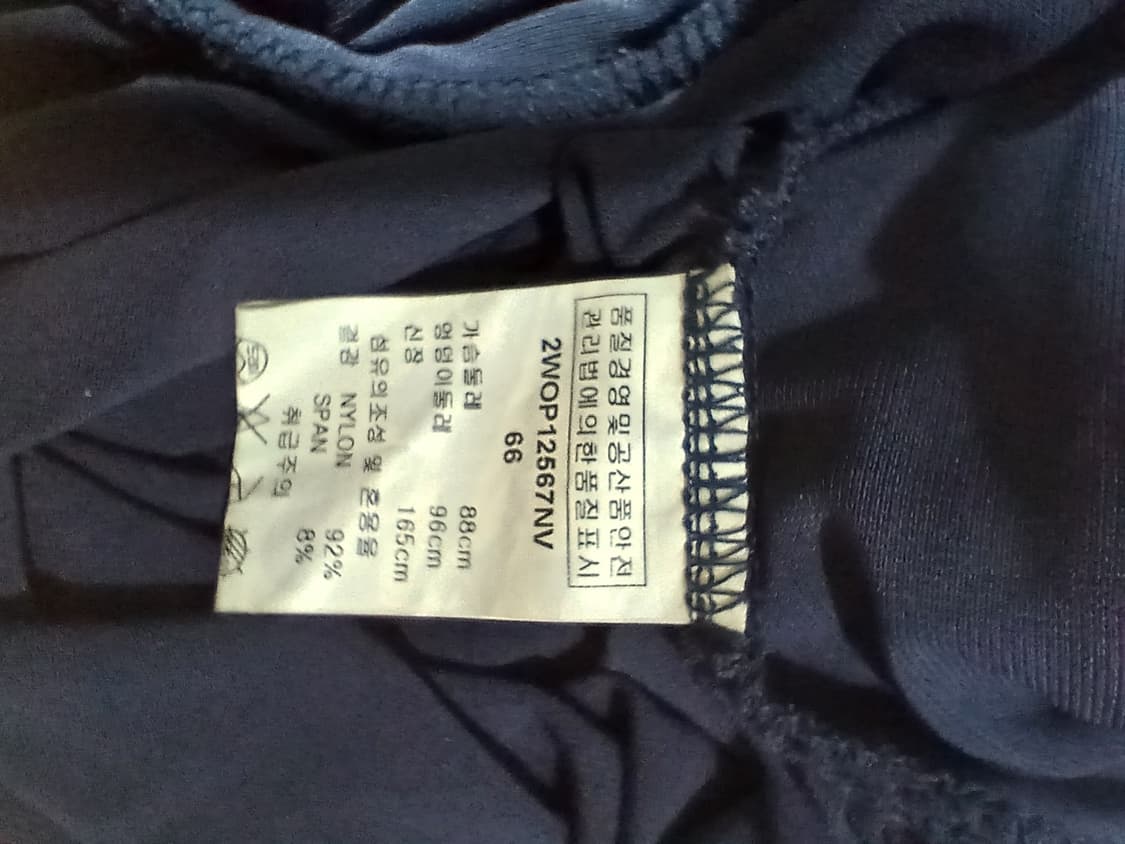 품질경영및공산품안전
관리법에의한품질표시
2WOP12567NV
66
가슴둘레 88cm
엉덩이둘레 96cm
신장 165cm
섬유의조성 및 혼용율
겉감 NYLON 92%
SPAN 8%
취급주의